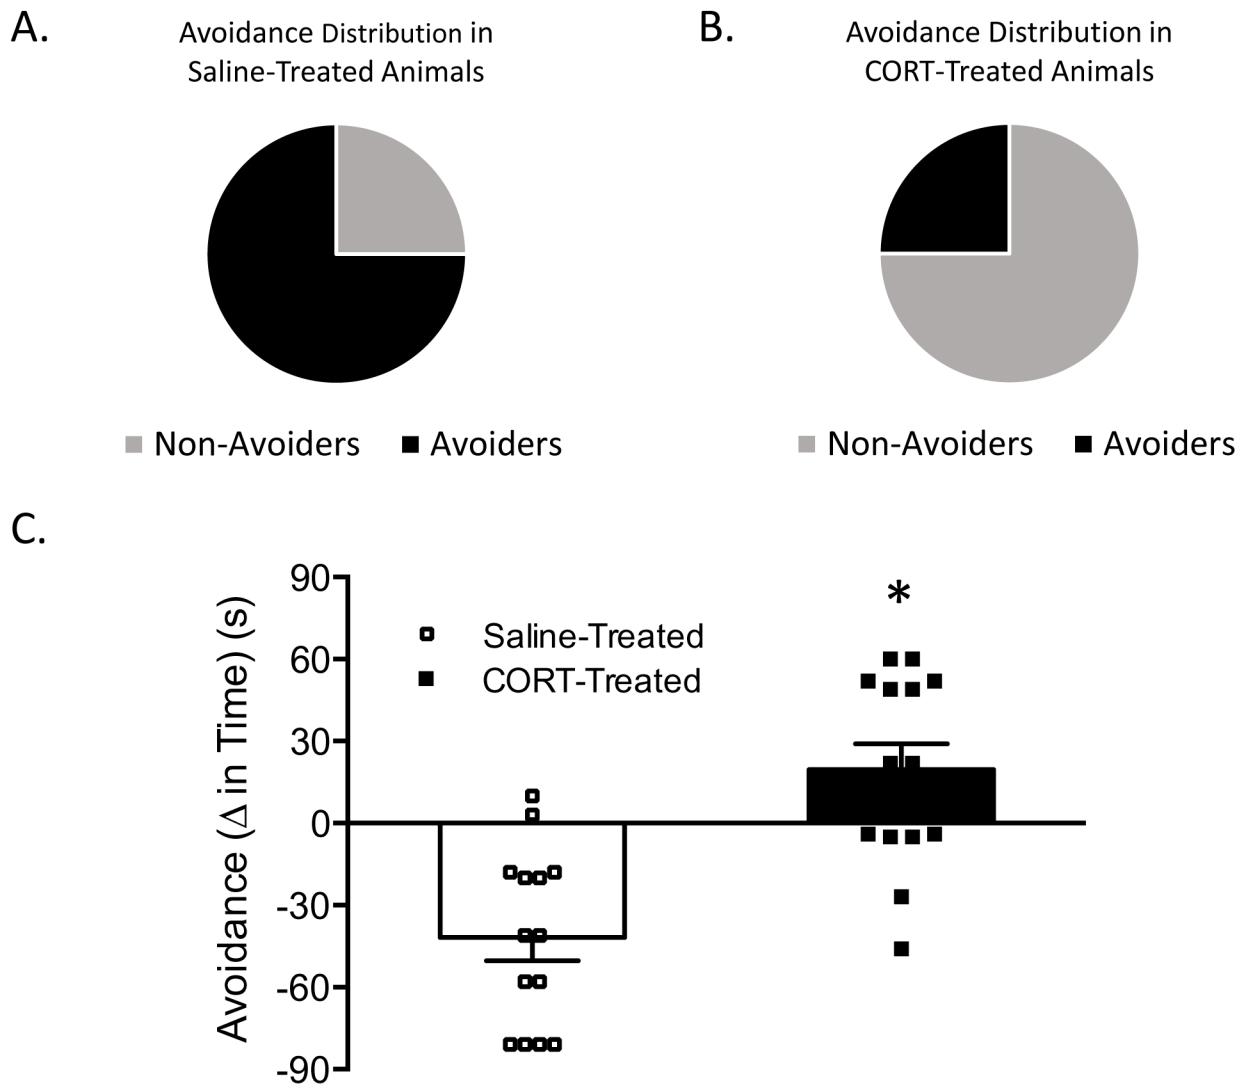 A.
Avoidance Distribution in
Saline-Treated Animals
Non-Avoiders Avoiders
B.
Avoidance Distribution in
CORT-Treated Animals
Non-Avoiders Avoiders
C.
Avoidance (Δ in Time) (s)
90
60
30
0
-30
-60
-90
Saline-Treated
CORT-Treated
*